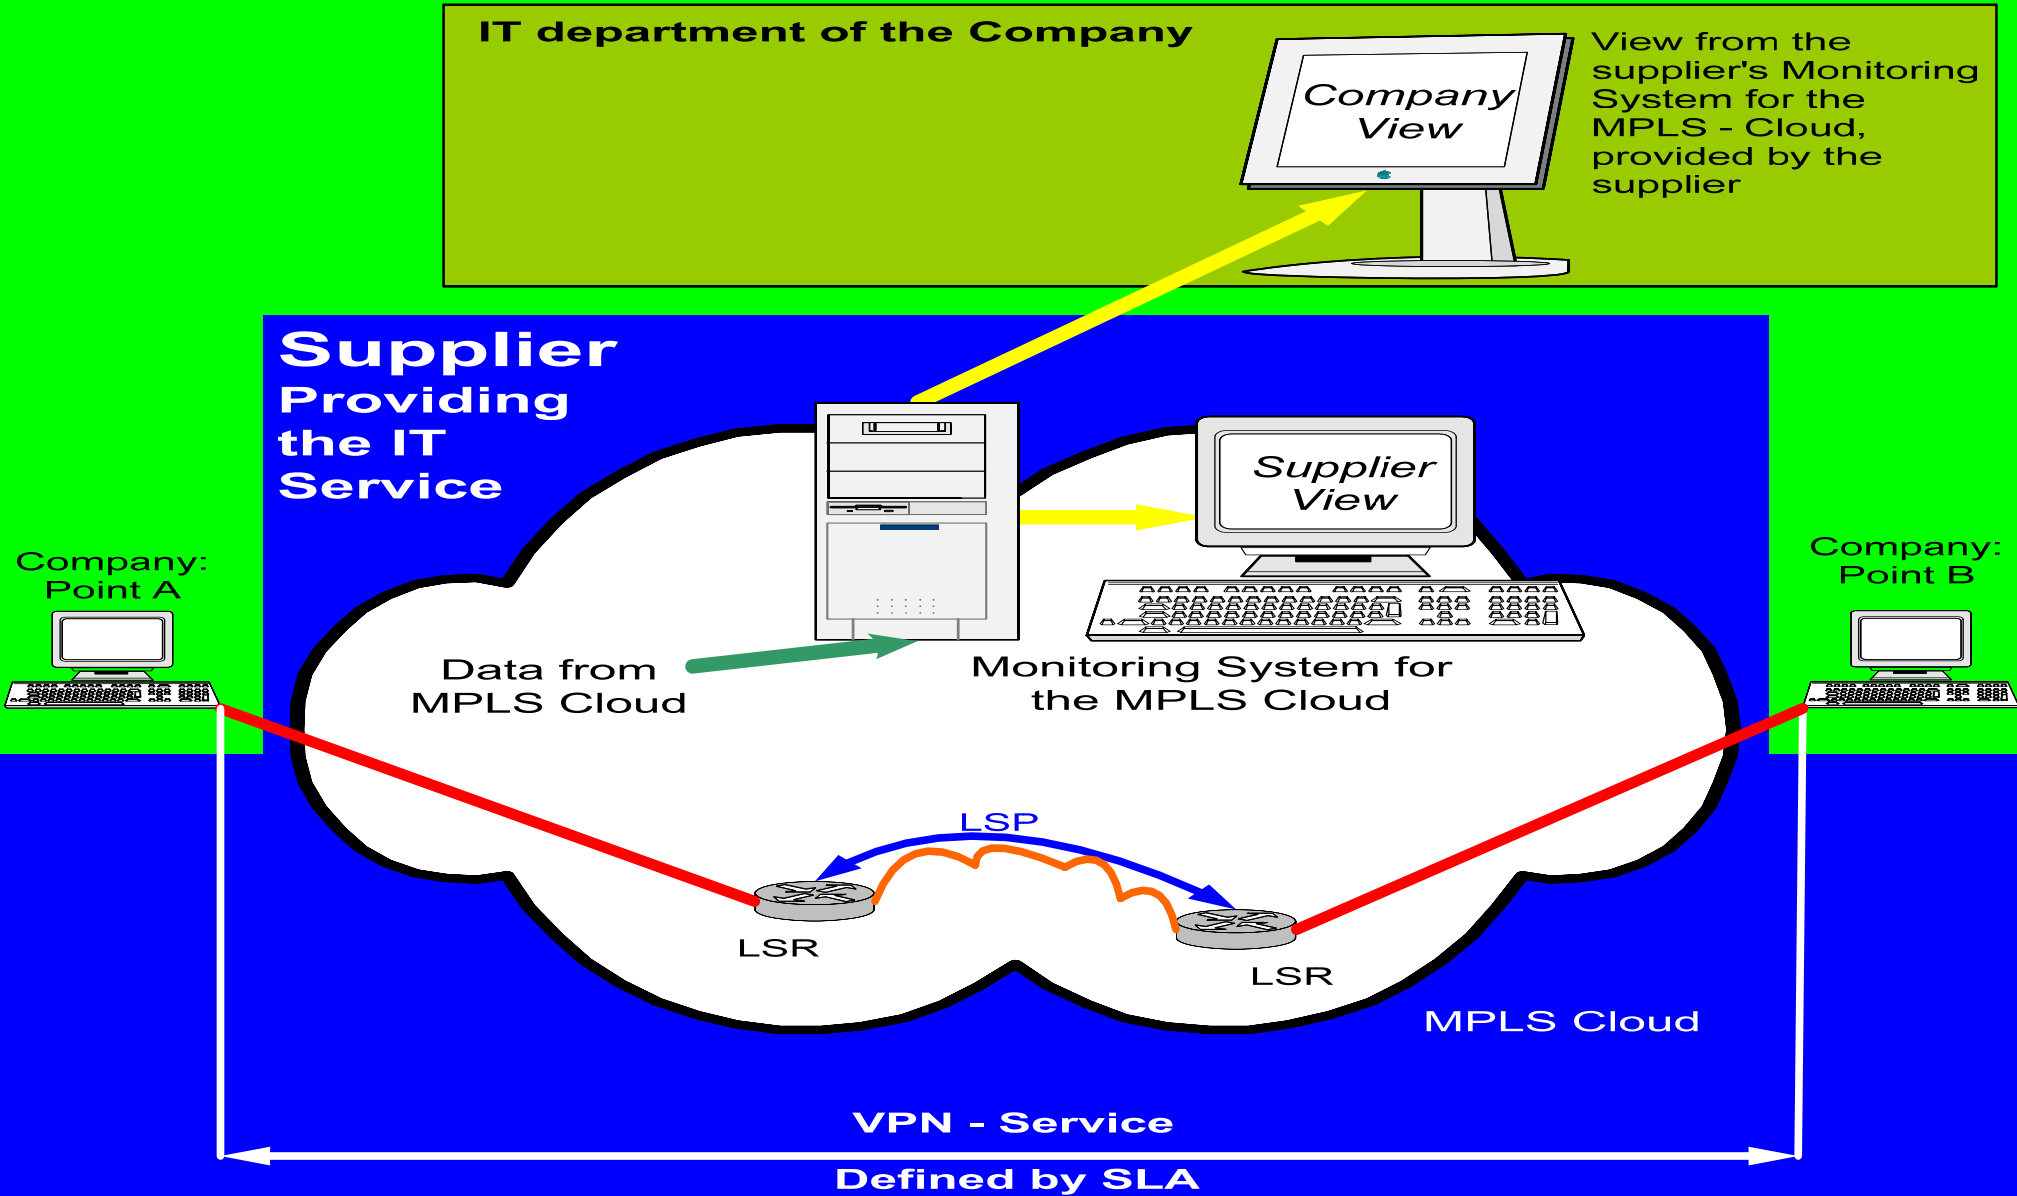 IT department of the Company
Company
View
View from the
supplier's Monitoring
System for the
MPLS - Cloud,
provided by the
supplier
Supplier
Providing
the IT
Service
Supplier
View
Company:
Point A
Company:
Point B
Data from
MPLS Cloud
Monitoring System for
the MPLS Cloud
LSP
LSR
LSR
MPLS Cloud
VPN - Service
Defined by SLA